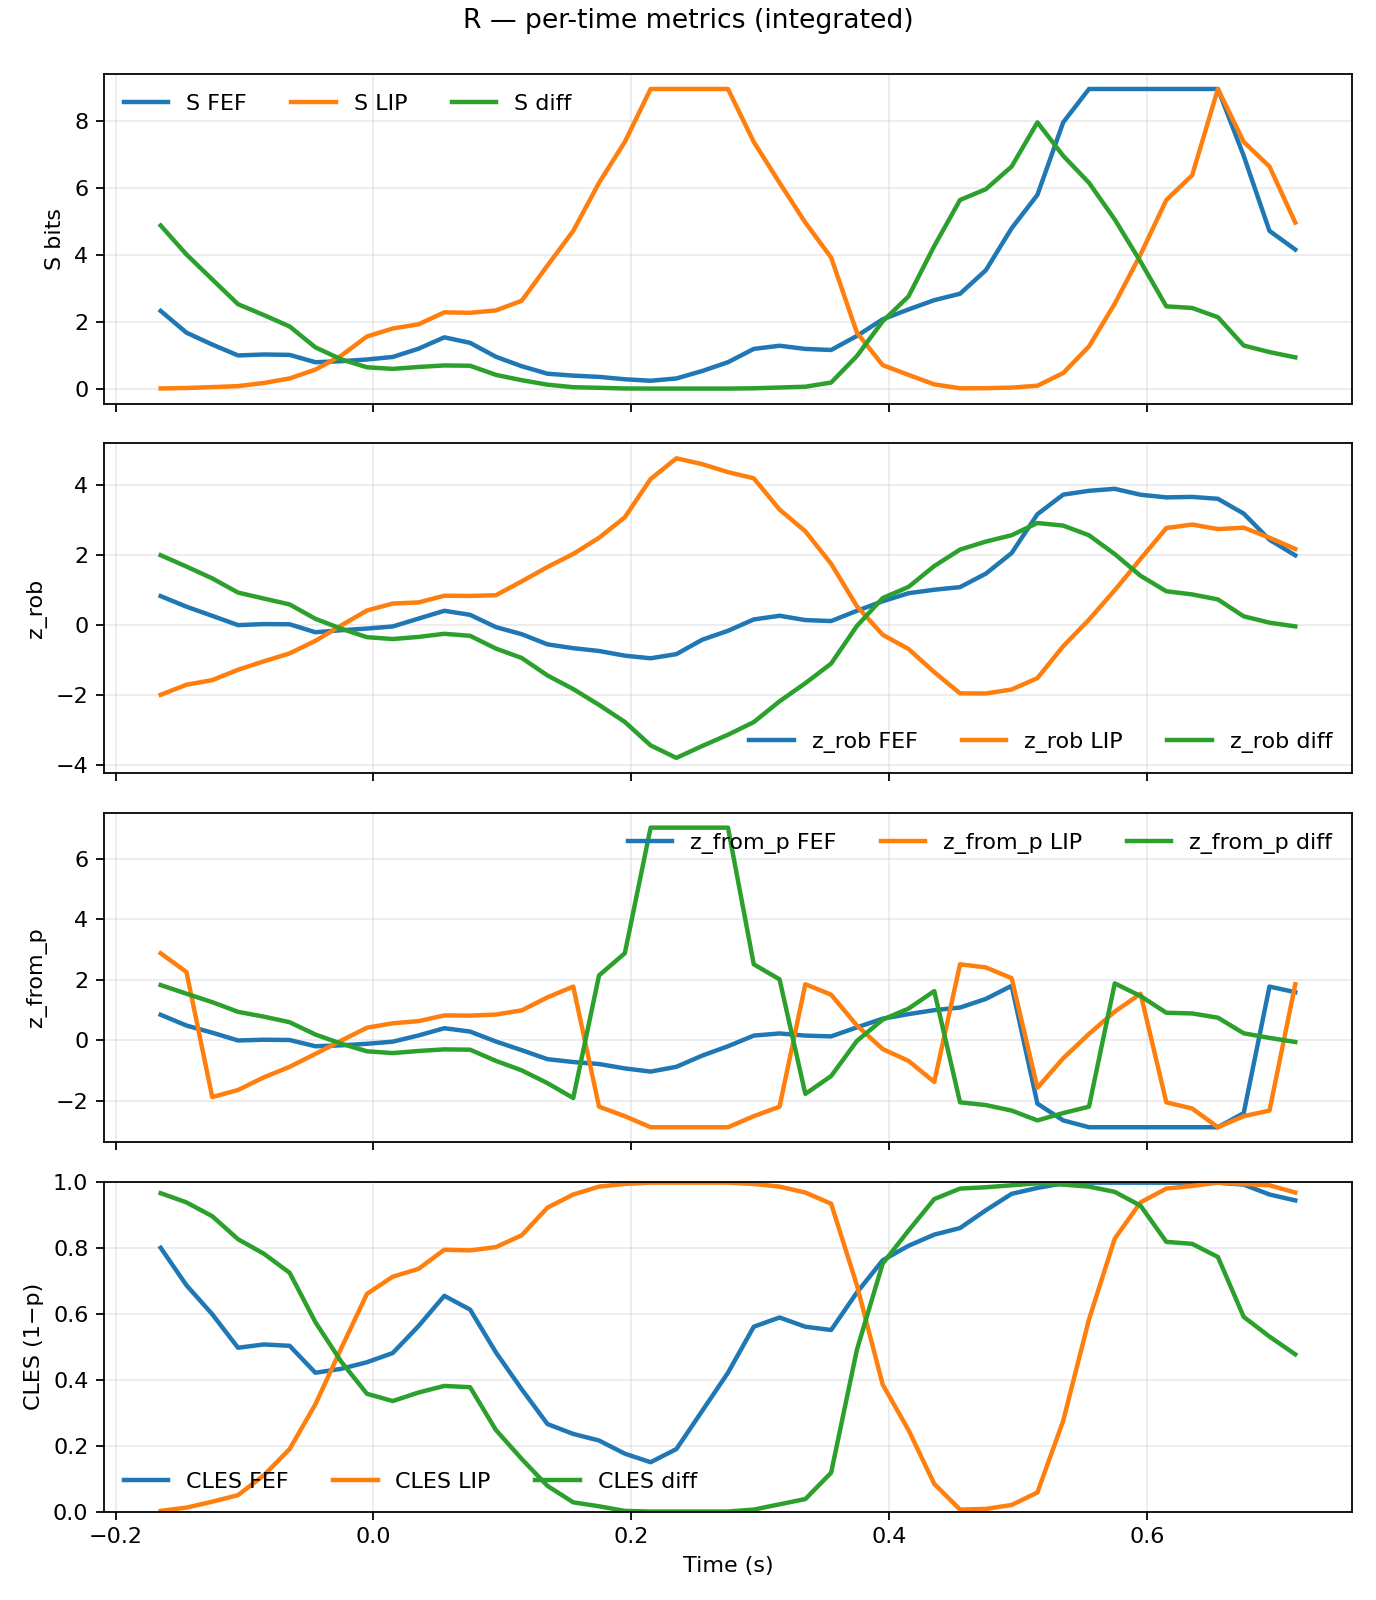 R — per-time metrics (integrated)
S FEF S LIP S diff
8
6
4
2
0
S bits
4
2
0
−2
−4
z_rob
z_rob FEF z_rob LIP z_rob diff
z_from_p FEF z_from_p LIP z_from_p diff
6
4
2
0
−2
z_from_p
1.0
0.8
0.6
0.4
0.2
0.0
CLES (1−p)
CLES FEF CLES LIP CLES diff
−0.2 0.0 0.2 0.4 0.6
Time (s)